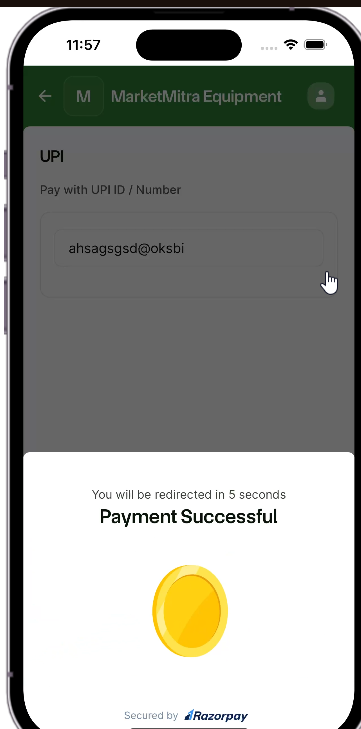 11:57
M MarketMitra Equipment
UPI
Pay with UPI ID / Number
ahsagsgsd@oksbi
You will be redirected in 5 seconds
Payment Successful
Secured by Razorpay